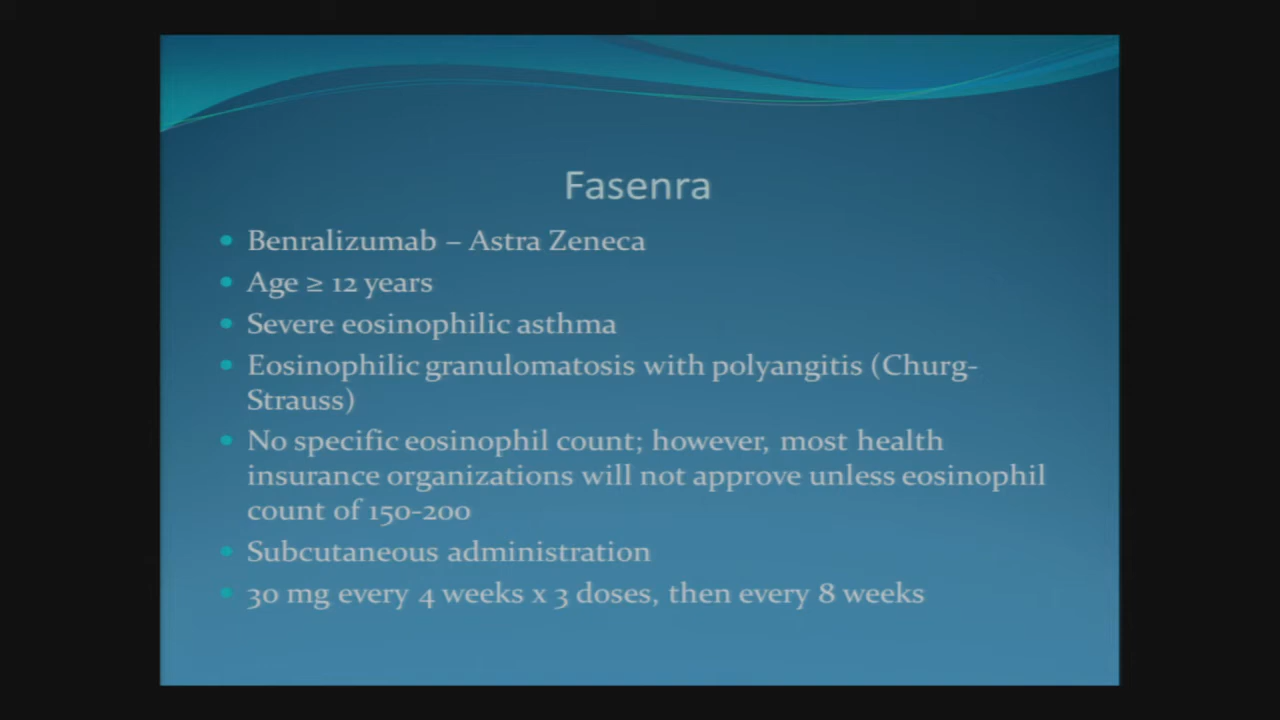 Fasenra
Benralizumab – Astra Zeneca
Age ≥ 12 years
Severe eosinophilic asthma
Eosinophilic granulomatosis with polyangitis (Churg-
Strauss)
No specific eosinophil count; however, most health
insurance organizations will not approve unless eosinophil
count of 150-200
Subcutaneous administration
30 mg every 4 weeks x 3 doses, then every 8 weeks